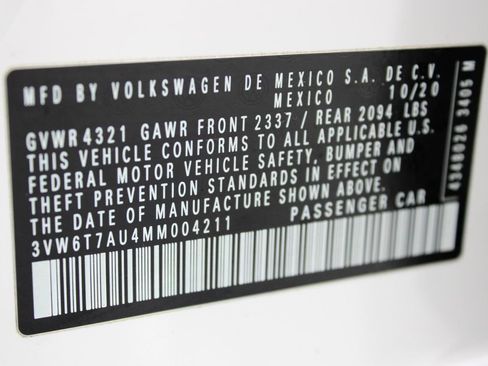 MFD BY VOLKSWAGEN DE MEXICO S.A. DE C.V.
MEXICO 10/20
GVWR 4321 GAWR FRONT 2337 / REAR 2094 LBS
THIS VEHICLE CONFORMS TO ALL APPLICABLE U.S.
FEDERAL MOTOR VEHICLE SAFETY, BUMPER AND
THEFT PREVENTION STANDARDS IN EFFECT ON
THE DATE OF MANUFACTURE SHOWN ABOVE.
3VW6T7AU4MM004211 PASSENGER CAR
4348026 3405 M